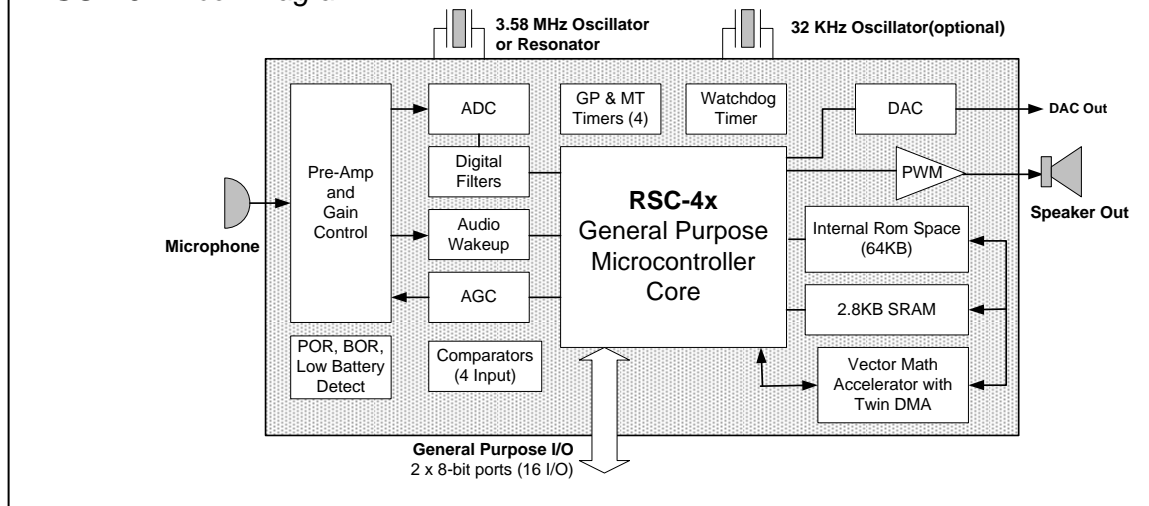 3.58 MHz Oscillator
or Resonator
32 KHz Oscillator(optional)
Pre-Amp
and
Gain
Control
ADC
Digital
Filters
Audio
Wakeup
AGC
GP & MT
Timers (4)
Watchdog
Timer
DAC
DAC Out
PWM
Speaker Out
Microphone
RSC-4x
General Purpose
Microcontroller
Core
Internal Rom Space
(64KB)
2.8KB SRAM
Vector Math
Accelerator with
Twin DMA
POR, BOR,
Low Battery
Detect
Comparators
(4 Input)
General Purpose I/O
2 x 8-bit ports (16 I/O)